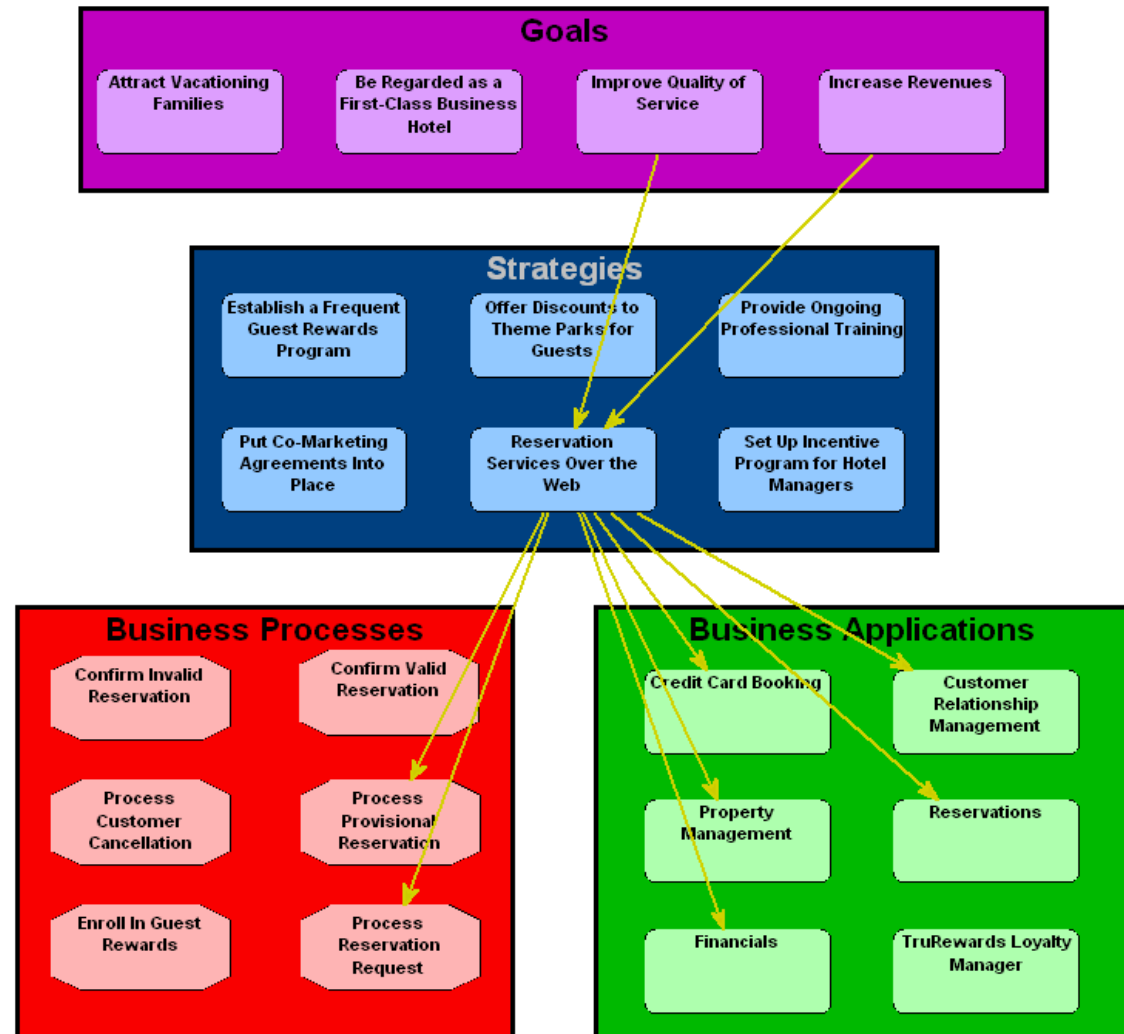 Goals
Attract Vacationing
Families
Be Regarded as a
First-Class Business
Hotel
Improve Quality of
Service
Increase Revenues
Strategies
Establish a Frequent
Guest Rewards
Program
Offer Discounts to
Theme Parks for
Guests
Provide Ongoing
Professional Training
Put Co-Marketing
Agreements Into
Place
Reservation
Services Over the
Web
Set Up Incentive
Program for Hotel
Managers
Business Processes
Confirm Invalid
Reservation
Confirm Valid
Reservation
Process
Customer
Cancellation
Process
Provisional
Reservation
Enroll In Guest
Rewards
Process
Reservation
Request
Business Applications
Credit Card Booking
Customer
Relationship
Management
Property
Management
Reservations
Financials
TruRewards Loyalty
Manager